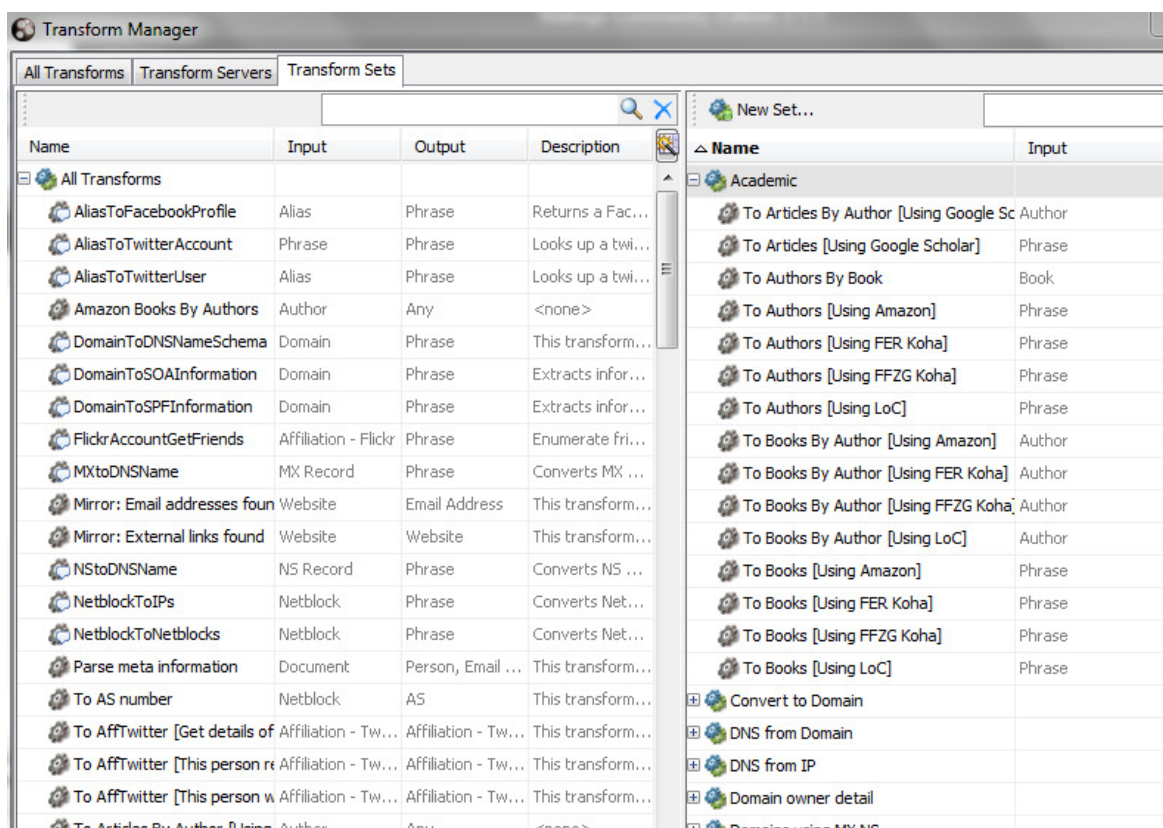 Transform Manager
All Transforms Transform Servers Transform Sets
Name Input Output Description
All Transforms
AliasToFacebookProfile Alias Phrase Returns a Fac...
AliasToTwitterAccount Phrase Phrase Looks up a twi...
AliasToTwitterUser Alias Phrase Looks up a twi...
Amazon Books By Authors Author Any <none>
DomainToDNSNameSchema Domain Phrase This transform...
DomainToSOAInformation Domain Phrase Extracts infor...
DomainToSPFInformation Domain Phrase Extracts infor...
FlickrAccountGetFriends Affiliation - Flickr Phrase Enumerate fri...
MXtoDNSName MX Record Phrase Converts MX ...
Mirror: Email addresses foun Website Email Address This transform...
Mirror: External links found Website Website This transform...
NStoDNSName NS Record Phrase Converts NS ...
NetblockToIPs Netblock Phrase Converts Net...
NetblockToNetblocks Netblock Phrase Converts Net...
Parse meta information Document Person, Email ... This transform...
To AS number Netblock AS This transform...
To AffTwitter [Get details of Affiliation - Tw... Affiliation - Tw... This transform...
To AffTwitter [This person re Affiliation - Tw... Affiliation - Tw... This transform...
To AffTwitter [This person w Affiliation - Tw... Affiliation - Tw... This transform...
To Articles By Author [Using Author Any <none>
New Set...
Name Input
Academic
To Articles By Author [Using Google Sc Author
To Articles [Using Google Scholar] Phrase
To Authors By Book Book
To Authors [Using Amazon] Phrase
To Authors [Using FER Koha] Phrase
To Authors [Using FFZG Koha] Phrase
To Authors [Using LoC] Phrase
To Books By Author [Using Amazon] Author
To Books By Author [Using FER Koha] Author
To Books By Author [Using FFZG Koha] Author
To Books By Author [Using LoC] Author
To Books [Using Amazon] Phrase
To Books [Using FER Koha] Phrase
To Books [Using FFZG Koha] Phrase
To Books [Using LoC] Phrase
Convert to Domain
DNS from Domain
DNS from IP
Domain owner detail
Domains using MX NS